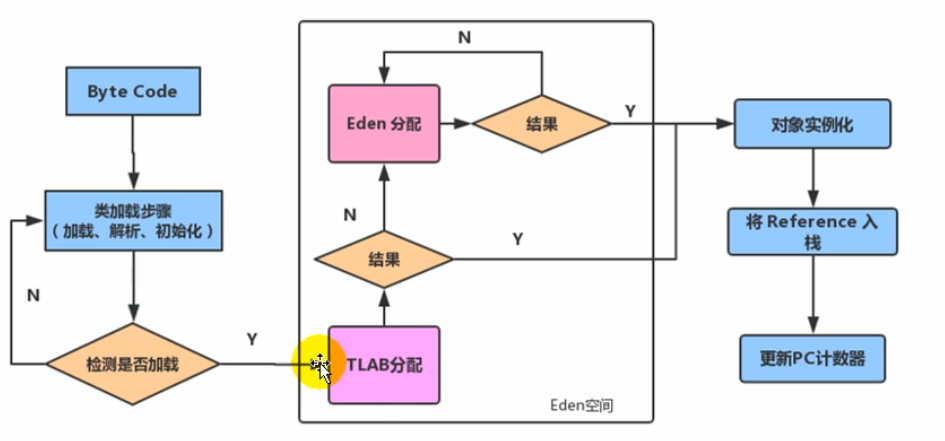 Byte Code
类加载步骤
（加载、解析、初始化）
N
检测是否加载
Y
N
Eden 分配
结果
Y
N
结果
Y
TLAB分配
Eden空间
对象实例化
将 Reference 入
栈
更新PC计数器